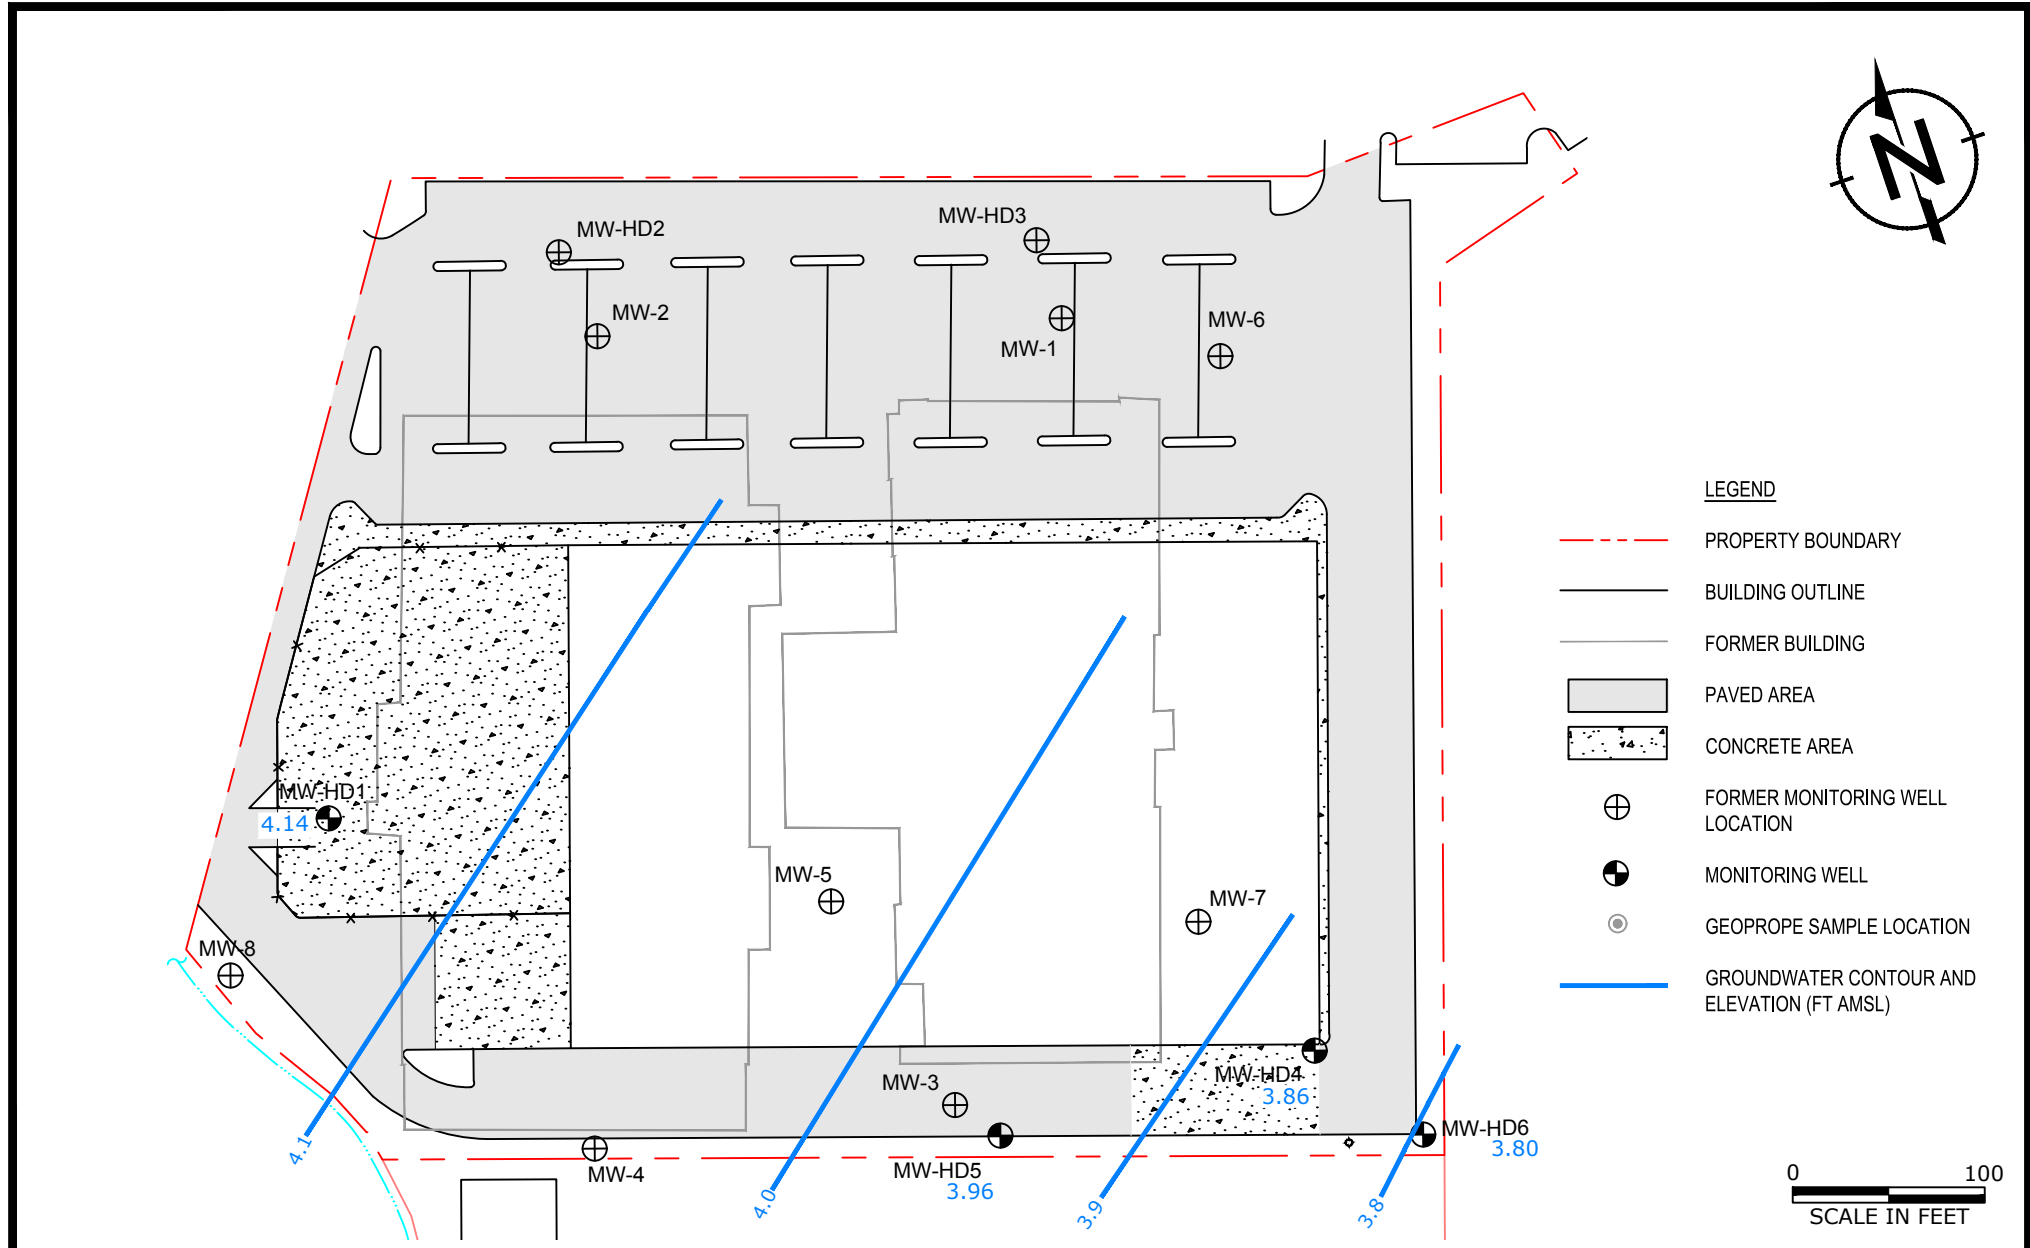 N
MW-HD2
MW-HD3
MW-2
MW-1
MW-6
LEGEND
PROPERTY BOUNDARY
BUILDING OUTLINE
FORMER BUILDING
PAVED AREA
CONCRETE AREA
FORMER MONITORING WELL
LOCATION
MONITORING WELL
GEOPROPE SAMPLE LOCATION
GROUNDWATER CONTOUR AND
ELEVATION (FT AMSL)
MW-HD1
4.14
MW-5
MW-7
MW-8
MW-3
MW-HD4
3.86
MW-HD6
3.80
MW-4
MW-HD5
3.96
4.1
4.0
3.9
3.8
0 100
SCALE IN FEET